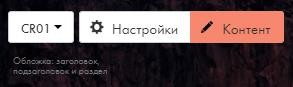 CR01 Настройки Контент
Обложка: заголовок,
подзаголовок и раздел